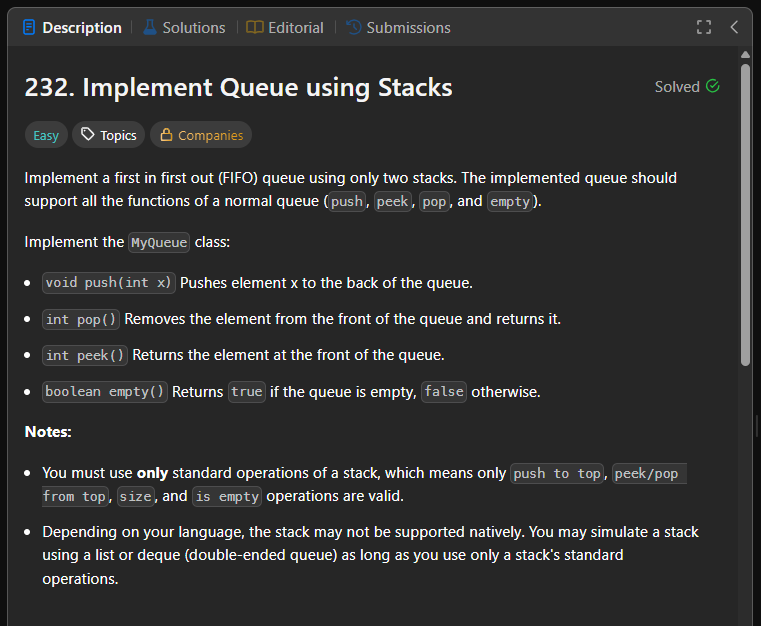 Description Solutions Editorial Submissions
232. Implement Queue using Stacks
Solved
Easy Topics Companies
Implement a first in first out (FIFO) queue using only two stacks. The implemented queue should
support all the functions of a normal queue (push, peek, pop, and empty).
Implement the MyQueue class:
void push(int x) Pushes element x to the back of the queue.
int pop() Removes the element from the front of the queue and returns it.
int peek() Returns the element at the front of the queue.
boolean empty() Returns true if the queue is empty, false otherwise.
Notes:
You must use only standard operations of a stack, which means only push to top, peek/pop
from top, size, and is empty operations are valid.
Depending on your language, the stack may not be supported natively. You may simulate a stack
using a list or deque (double-ended queue) as long as you use only a stack's standard
operations.